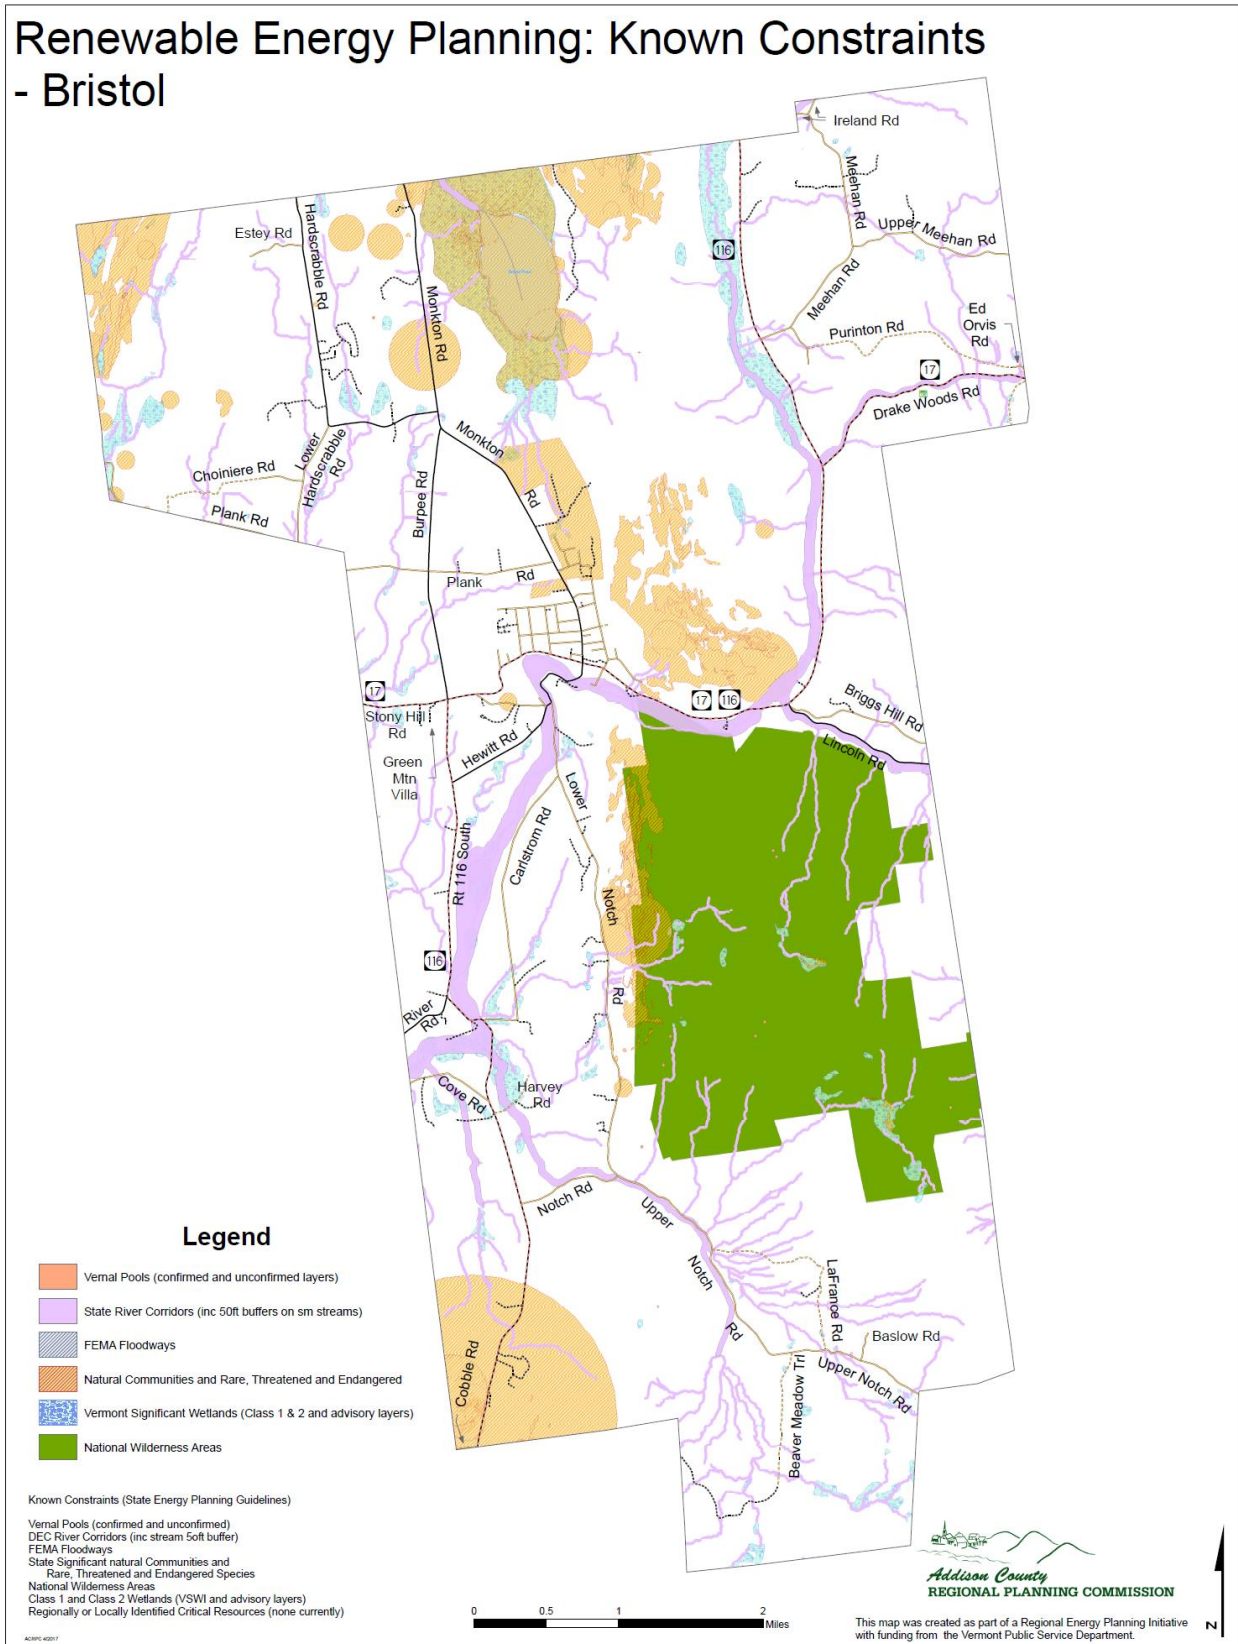 Renewable Energy Planning: Known Constraints
- Bristol
Ireland Rd
Meehan Rd
Upper Meehan Rd
Estey Rd
Hardscrabble Rd
116
Meehan Rd
Monkton Rd
Purinton Rd
Ed
Orvis
Rd
17
Drake Woods Rd
Monkton
Rd
Lower
Hardscrabble
Rd
Choiniere Rd
Burpee Rd
Plank Rd
Plank
Rd
17
Stony Hill
Rd
17
116
Briggs Hill Rd
Lincoln Rd
Hewitt Rd
Green
Mtn
Villa
Lower
Notch
Rd
Carlstrom Rd
Rt 116 South
116
River
Rd
Cove Rd
Harvey
Rd
Notch Rd
Upper
Notch
Rd
LaFrance Rd
Baslow Rd
Upper Notch Rd
Beaver Meadow Trl
Cobble Rd
Legend
Vernal Pools (confirmed and unconfirmed layers)
State River Corridors (inc 50ft buffers on sm streams)
FEMA Floodways
Natural Communities and Rare, Threatened and Endangered
Vermont Significant Wetlands (Class 1 & 2 and advisory layers)
National Wilderness Areas
Known Constraints (State Energy Planning Guidelines)
Vernal Pools (confirmed and unconfirmed)
DEC River Corridors (inc stream 5oft buffer)
FEMA Floodways
State Significant natural Communities and
Rare, Threatened and Endangered Species
National Wilderness Areas
Class 1 and Class 2 Wetlands (VSWI and advisory layers)
Regionally or Locally Identified Critical Resources (none currently)
ACRPC 4/2017
0 0.5 1 2
Miles
Addison County
REGIONAL PLANNING COMMISSION
This map was created as part of a Regional Energy Planning Initiative
with funding from the Vermont Public Service Department.
N